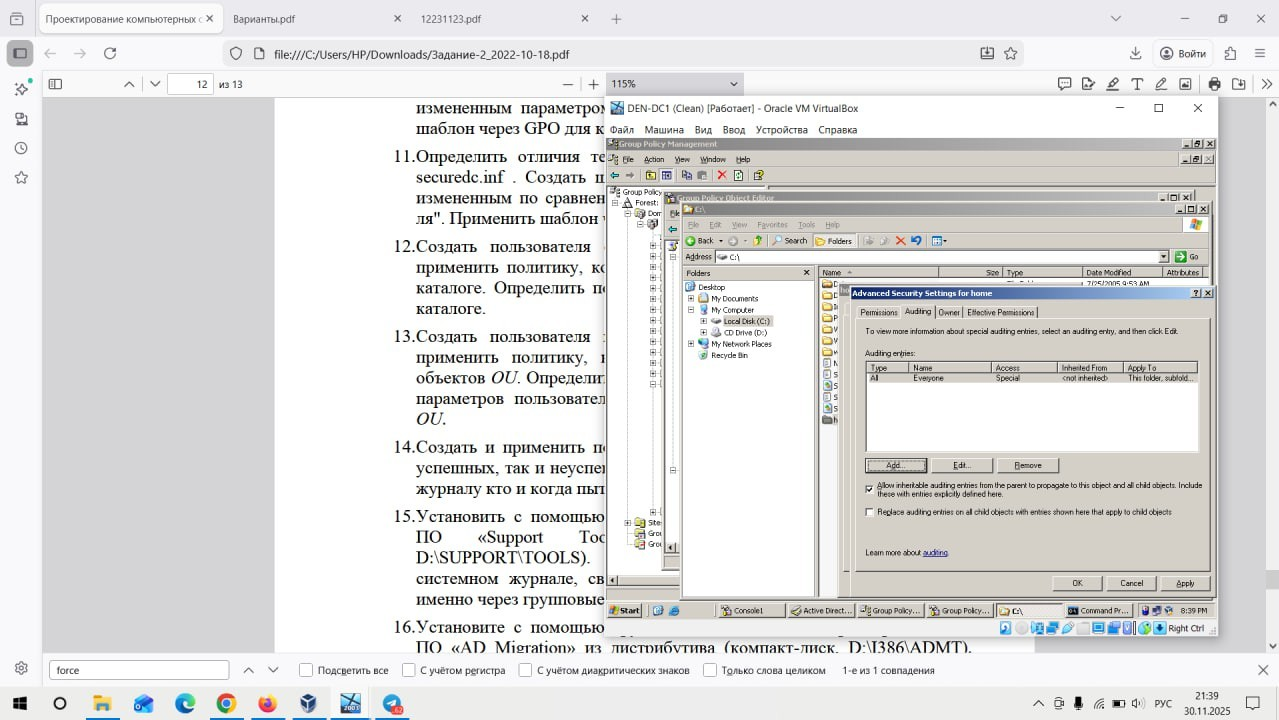 Проектирование компьютерных с
Варианты.pdf
12231123.pdf
file:///C:/Users/HP/Downloads/Задание-2_2022-10-18.pdf
Войти
12
из 13
115%
измененным параметром
шаблон через GPO для к
11.Определить отличия те
securedc.inf . Создать ш
измененным по сравнен
ля". Применить шаблон ч
12.Создать пользователя
применить политику, ко
каталоге. Определить по
каталоге.
13.Создать пользователя
применить политику,
объектов OU. Определит
параметров пользовател
OU.
14.Создать и применить по
успешных, так и неуспе
журналу кто и когда пыт
15.Установить с помощью
ПО «Support Too
D:\SUPPORT\TOOLS).
системном журнале, св
именно через групповые
16.Установите с помощью
ПО «AD Migration» из дистрибутива (компакт-диск, D:\I386\ADMT).
DEN-DC1 (Clean) [Работает] - Oracle VM VirtualBox
Файл Машина Вид Ввод Устройства Справка
Group Policy Management
File Action View Window Help
Group Policy
Forest:
Dom
Site
Grou
Grou
Group Policy Object Editor
C:\
File Edit View Favorites Tools Help
Back Search Folders
Address C:\ Go
Folders
Desktop
My Documents
My Computer
Local Disk (C:)
CD Drive (D:)
My Network Places
Recycle Bin
Name Size Type Date Modified Attributes
7/25/2005 9:53 AM
Advanced Security Settings for home
Permissions Auditing Owner Effective Permissions
To view more information about special auditing entries, select an auditing entry, and then click Edit.
Auditing entries:
Type Name Access Inherited From Apply To
All Everyone Special <not inherited> This folder, subfold...
Add... Edit... Remove
Allow inheritable auditing entries from the parent to propagate to this object and all child objects. Include
these with entries explicitly defined here.
Replace auditing entries on all child objects with entries shown here that apply to child objects
Learn more about auditing.
OK Cancel Apply
Start Console1 Active Direct... Group Policy... Group Policy... C:\ Command Pr... 8:39 PM
Right Ctrl
force
Подсветить все
С учётом регистра
С учётом диакритических знаков
Только слова целиком
1-е из 1 совпадения
РУС
21:39
30.11.2025